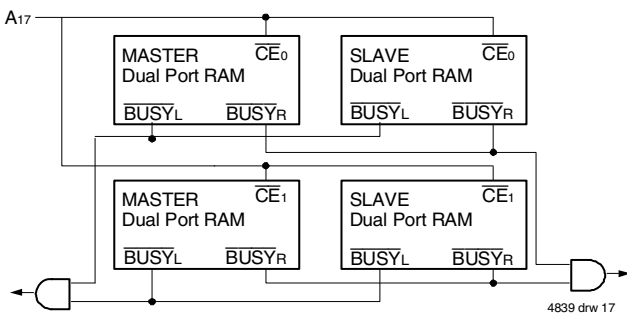 A17
MASTER CE0
Dual Port RAM
BUSYL BUSYR
SLAVE CE0
Dual Port RAM
BUSYL BUSYR
MASTER CE1
Dual Port RAM
BUSYL BUSYR
SLAVE CE1
Dual Port RAM
BUSYL BUSYR
4839 drw 17